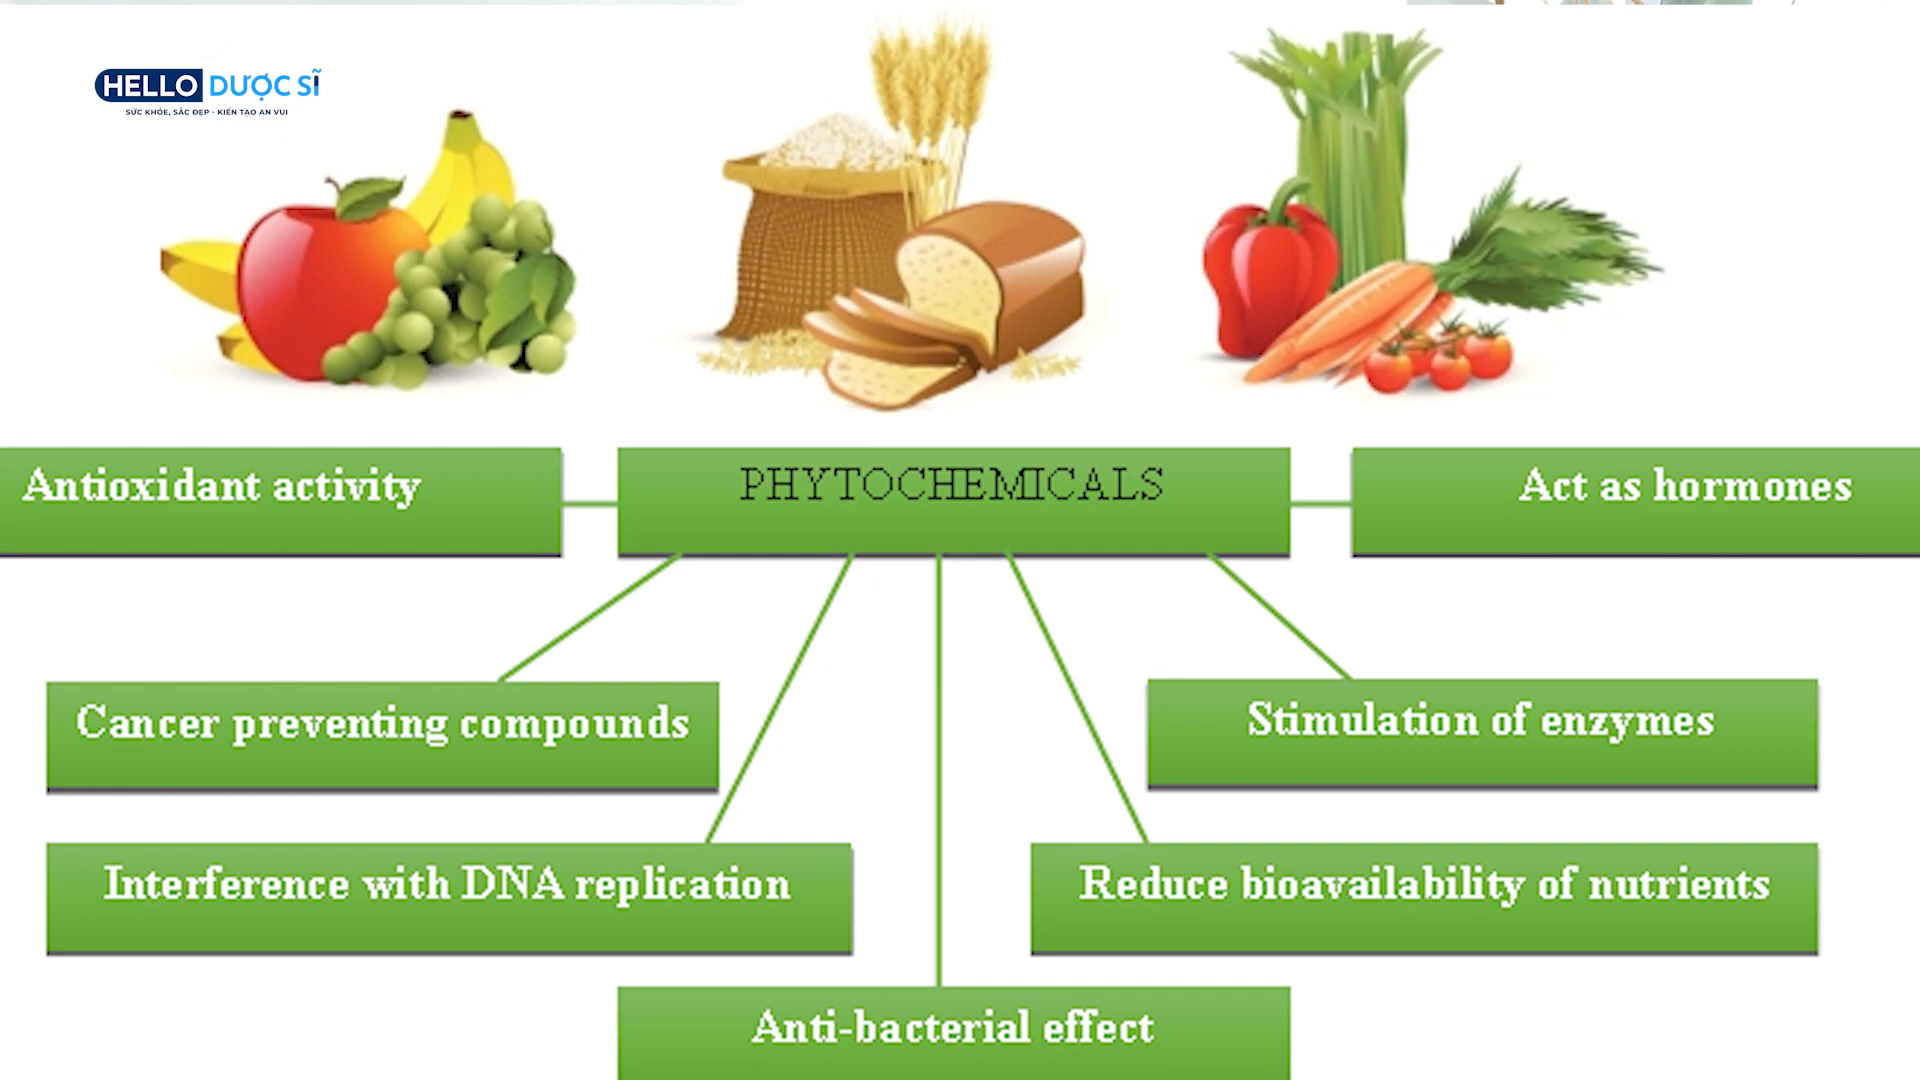 HELLO DƯỢC SĨ
SỨC KHỎE, SẮC ĐẸP - KIẾN TẠO AN VUI
Antioxidant activity
PHYTOCHEMICALS
Act as hormones
Cancer preventing compounds
Stimulation of enzymes
Interference with DNA replication
Reduce bioavailability of nutrients
Anti-bacterial effect